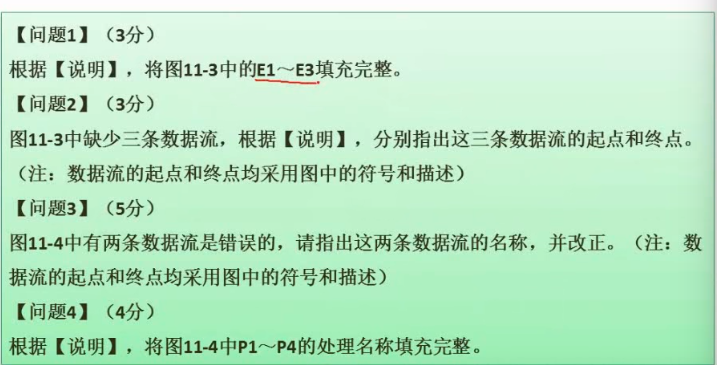 【问题1】（3分）
根据【说明】，将图11-3中的E1～E3填充完整。
【问题2】（3分）
图11-3中缺少三条数据流，根据【说明】，分别指出这三条数据流的起点和终点。
（注：数据流的起点和终点均采用图中的符号和描述）
【问题3】（5分）
图11-4中有两条数据流是错误的，请指出这两条数据流的名称，并改正。（注：数
据流的起点和终点均采用图中的符号和描述）
【问题4】（4分）
根据【说明】，将图11-4中P1～P4的处理名称填充完整。